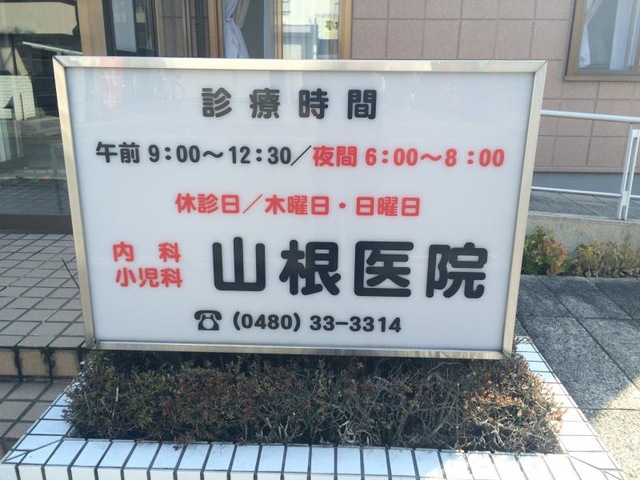 診療時間
午前 9:00～12:30／夜間 6:00～8:00
休診日／木曜日・日曜日
内科
小児科
山根医院
☎ (0480) 33-3314